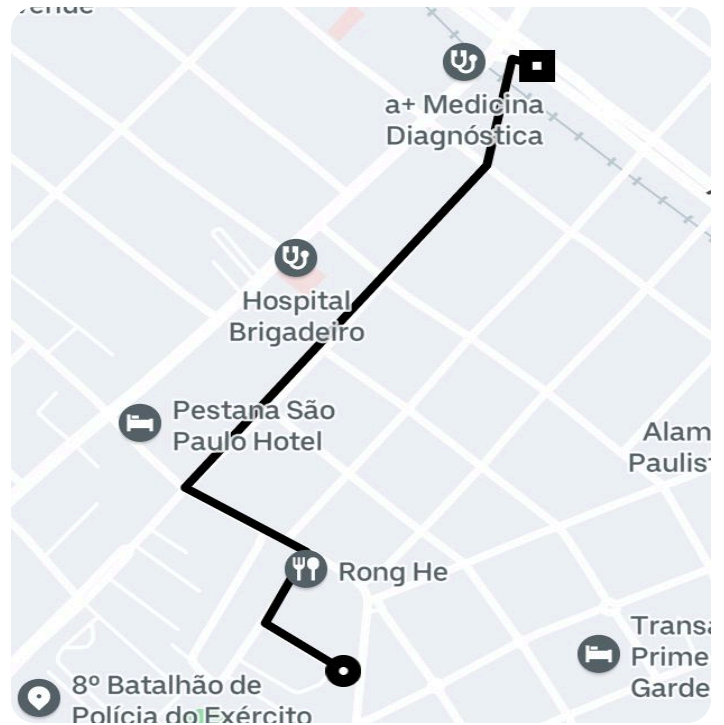 a+ Medicina
Diagnóstica
Hospital
Brigadeiro
Pestana São
Paulo Hotel
Alam
Paulis
Rong He
Transa
Prime
Garde
8º Batalhão de
Polícia do Exército